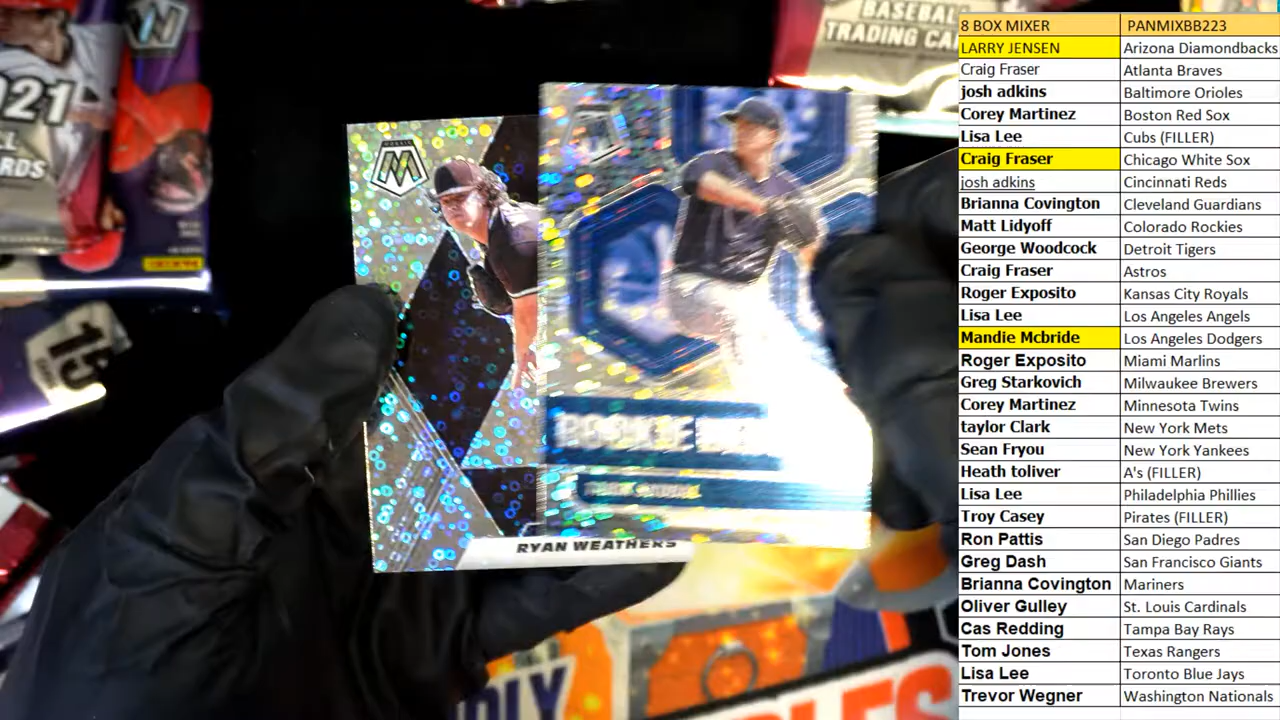 8 BOX MIXER PANMIXBB223
LARRY JENSEN Arizona Diamondbacks
Craig Fraser Atlanta Braves
josh adkins Baltimore Orioles
Corey Martinez Boston Red Sox
Lisa Lee Cubs (FILLER)
Craig Fraser Chicago White Sox
josh adkins Cincinnati Reds
Brianna Covington Cleveland Guardians
Matt Lidyoff Colorado Rockies
George Woodcock Detroit Tigers
Craig Fraser Astros
Roger Exposito Kansas City Royals
Lisa Lee Los Angeles Angels
Mandie Mcbride Los Angeles Dodgers
Roger Exposito Miami Marlins
Greg Starkovich Milwaukee Brewers
Corey Martinez Minnesota Twins
taylor Clark New York Mets
Sean Fryou New York Yankees
Heath toliver A's (FILLER)
Lisa Lee Philadelphia Phillies
Troy Casey Pirates (FILLER)
Ron Pattis San Diego Padres
Greg Dash San Francisco Giants
Brianna Covington Mariners
Oliver Gulley St. Louis Cardinals
Cas Redding Tampa Bay Rays
Tom Jones Texas Rangers
Lisa Lee Toronto Blue Jays
Trevor Wegner Washington Nationals
BASEBALL
TRADING CA
021
RDS
15
MOSAIC
M
ROOKIE
RYAN WEATHERS